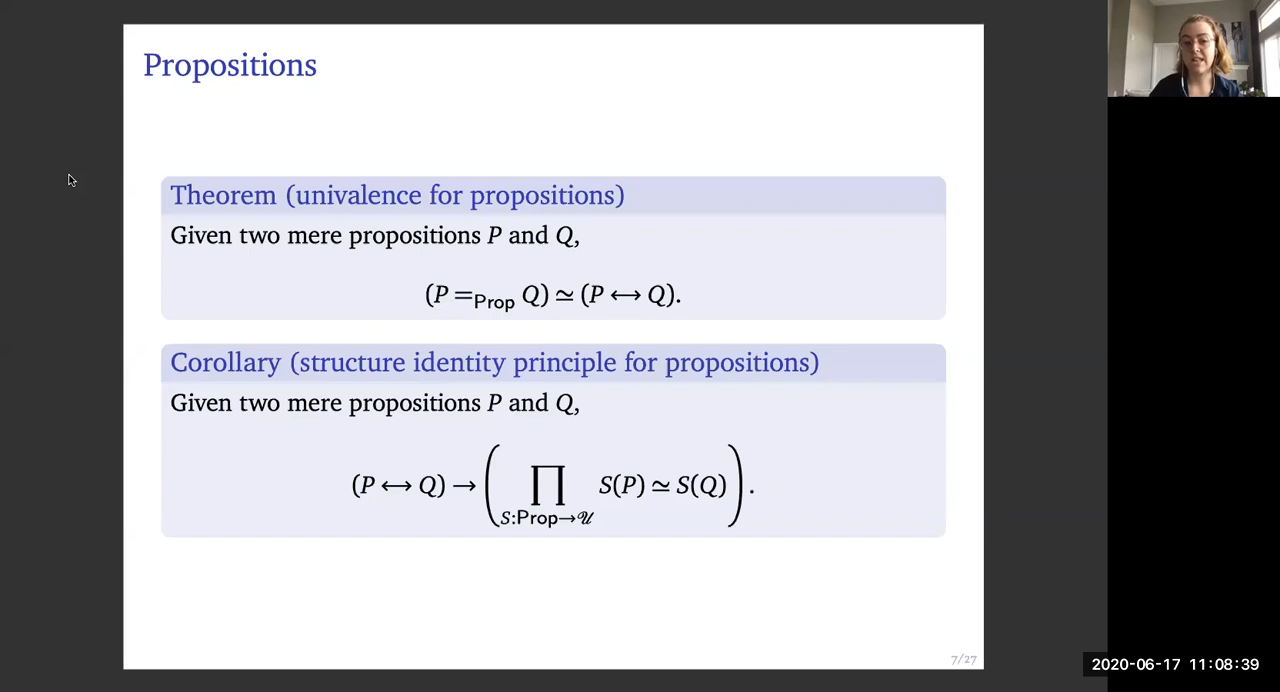 Propositions
Theorem (univalence for propositions)
Given two mere propositions P and Q,
(P =Prop Q) ≃ (P ⟷ Q).
Corollary (structure identity principle for propositions)
Given two mere propositions P and Q,
(P ⟷ Q) → ( ∏ S:Prop→𝒰 S(P) ≃ S(Q) ).
7/27
2020-06-17 11:08:39